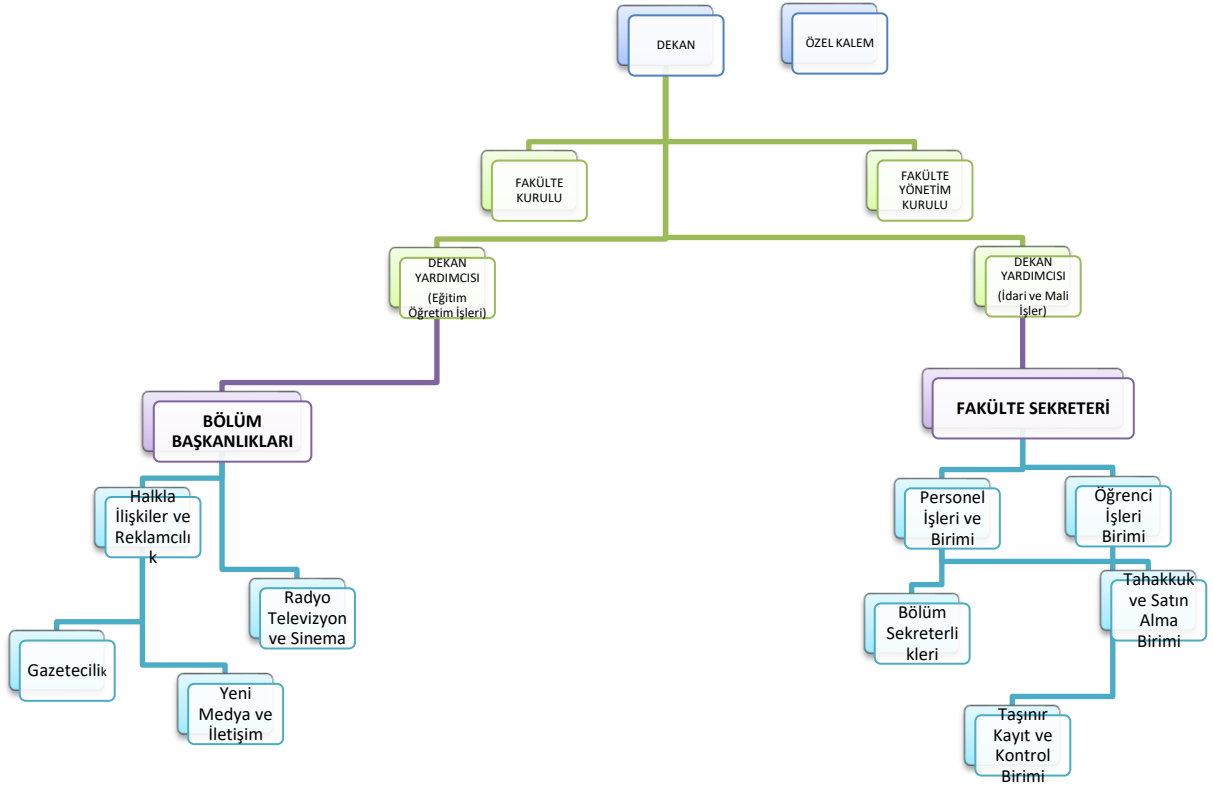 DEKAN
ÖZEL KALEM
FAKÜLTE
KURULU
FAKÜLTE
YÖNETİM
KURULU
DEKAN
YARDIMCISI
(Eğitim
Öğretim İşleri)
DEKAN
YARDIMCISI
(İdari ve Mali
İşler)
BÖLÜM
BAŞKANLIKLARI
FAKÜLTE SEKRETERİ
Halkla
İlişkiler ve
Reklamcılı
k
Radyo
Televizyon
ve Sinema
Gazetecilik
Yeni
Medya ve
İletişim
Personel
İşleri ve
Birimi
Öğrenci
İşleri
Birimi
Bölüm
Sekreterli
kleri
Tahakkuk
ve Satın
Alma
Birimi
Taşınır
Kayıt ve
Kontrol
Birimi